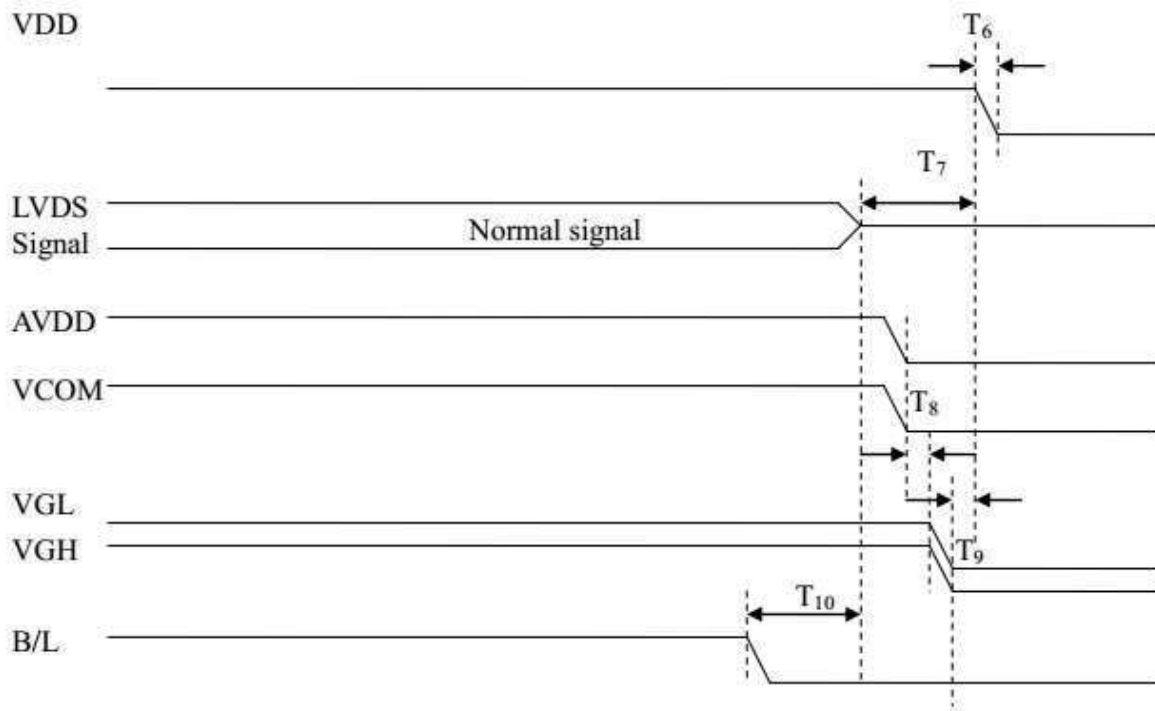 VDD
T₆
T₇
LVDS
Signal
Normal signal
AVDD
VCOM
T₈
VGL
VGH
T₉
T₁₀
B/L